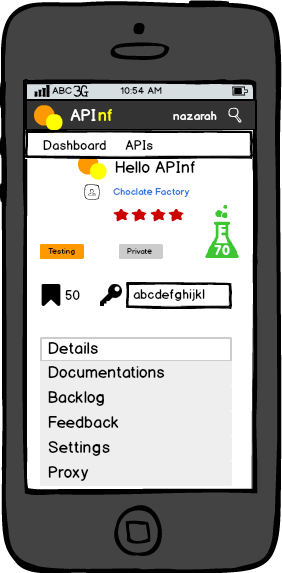 ABC 3G 10:54 AM
APInf nazarah
Dashboard APIs
Hello APInf
Choclate Factory
E
70
Testing Private
50 abcdefghijkl
Details
Documentations
Backlog
Feedback
Settings
Proxy